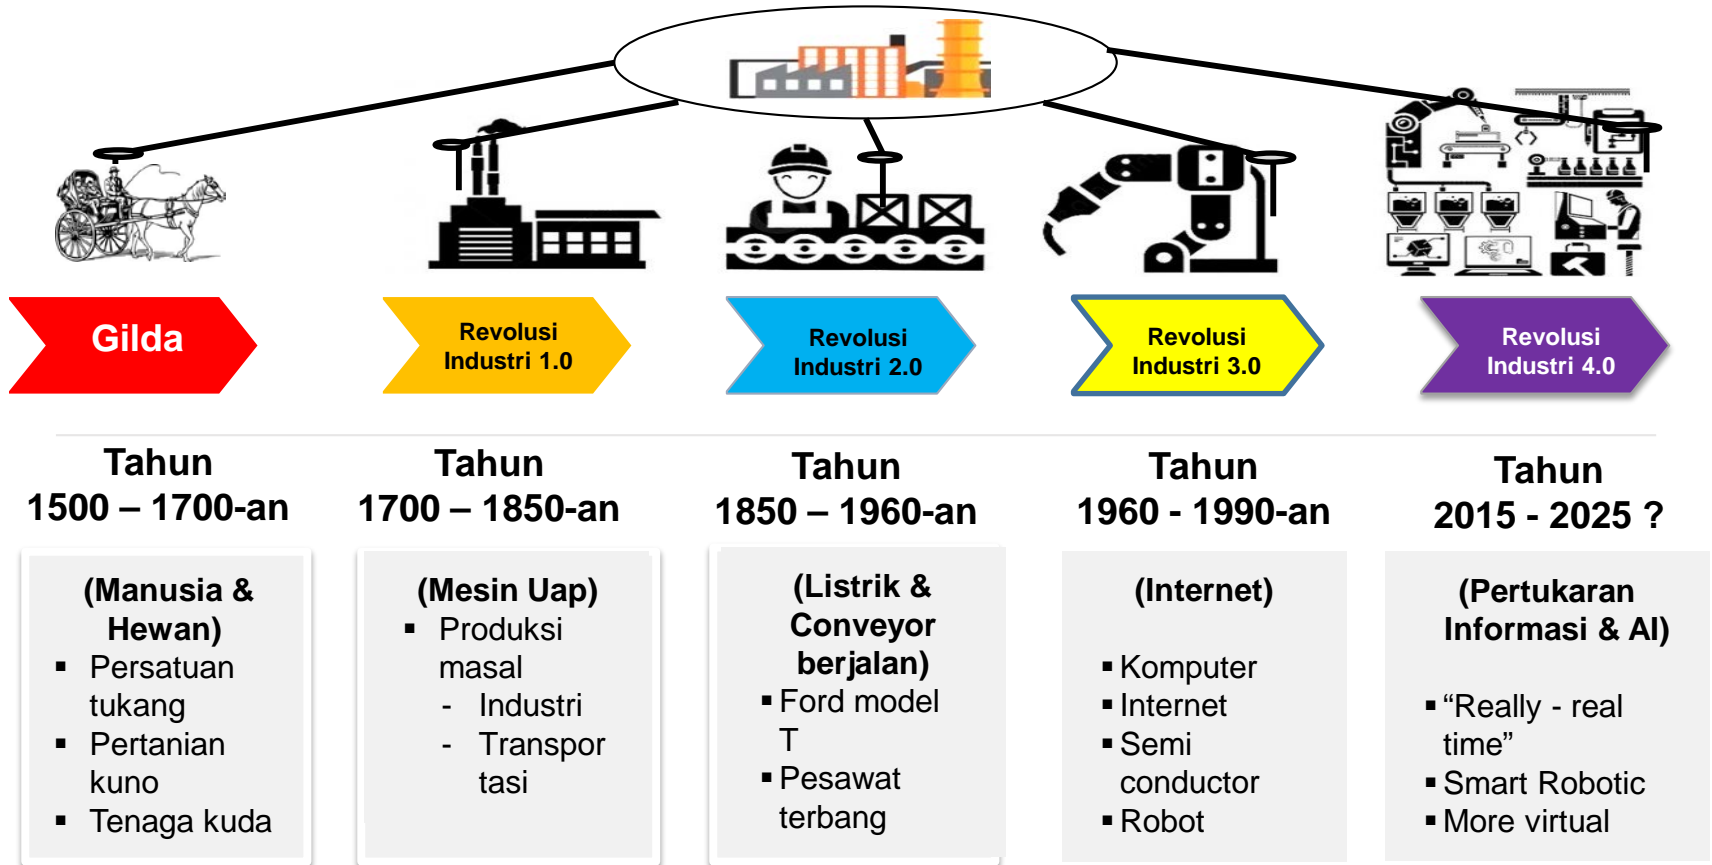 Gilda
Revolusi
Industri 1.0
Revolusi
Industri 2.0
Revolusi
Industri 3.0
Revolusi
Industri 4.0
Tahun
1500 – 1700-an
Tahun
1700 – 1850-an
Tahun
1850 – 1960-an
Tahun
1960 - 1990-an
Tahun
2015 - 2025 ?
(Manusia &
Hewan)
▪ Persatuan
tukang
▪ Pertanian
kuno
▪ Tenaga kuda
(Mesin Uap)
▪ Produksi
masal
- Industri
- Transpor
tasi
(Listrik &
Conveyor
berjalan)
▪ Ford model
T
▪ Pesawat
terbang
(Internet)
▪ Komputer
▪ Internet
▪ Semi
conductor
▪ Robot
(Pertukaran
Informasi & AI)
▪ “Really - real
time”
▪ Smart Robotic
▪ More virtual